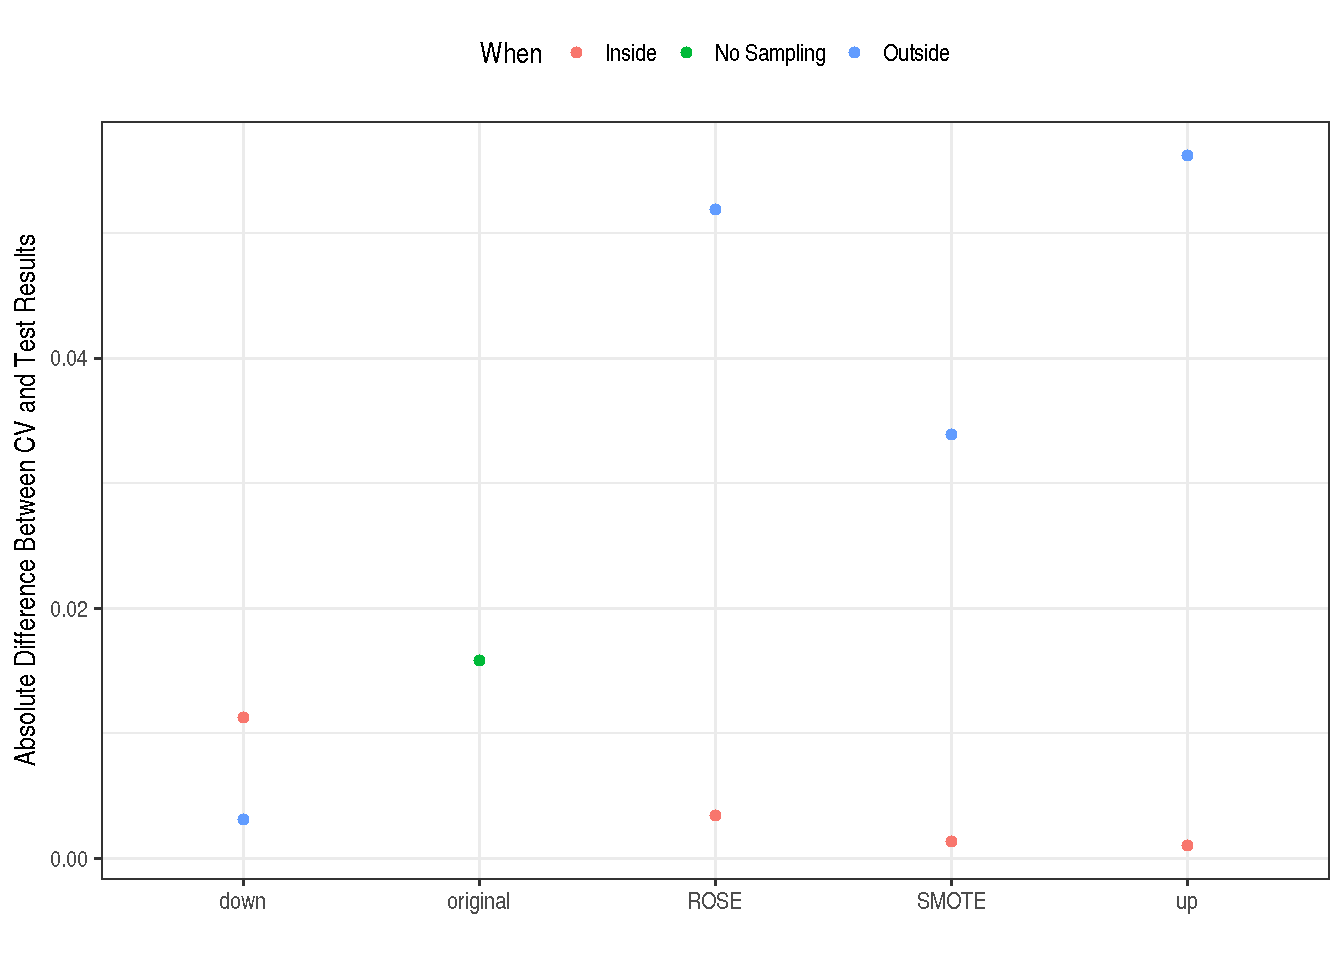 When Inside No Sampling Outside
Absolute Difference Between CV and Test Results
0.04
0.02
0.00
down original ROSE SMOTE up